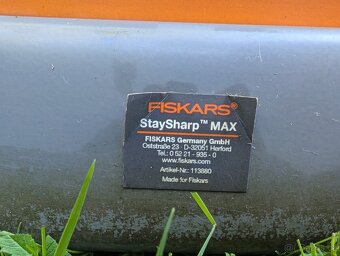 FISKARS®
StaySharp™ MAX
FISKARS Germany GmbH
Oststraße 23 · D-32051 Herford
Tel.: 0 52 21 - 935 - 0
www.fiskars.com
Artikel-Nr.: 113880
Made for Fiskars